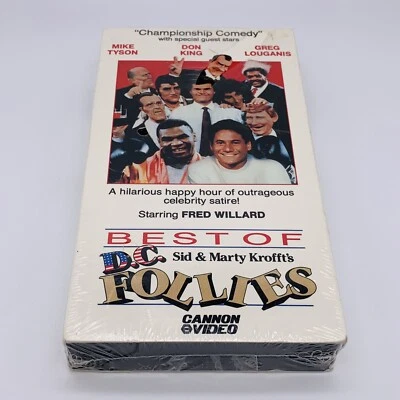 "Championship Comedy"
with special guest stars
MIKE TYSON
DON KING
GREG LOUGANIS
A hilarious happy hour of outrageous
celebrity satire!
Starring FRED WILLARD
BEST OF
D.C. Sid & Marty Krofft's
FOLLIES
CANNON
VIDEO